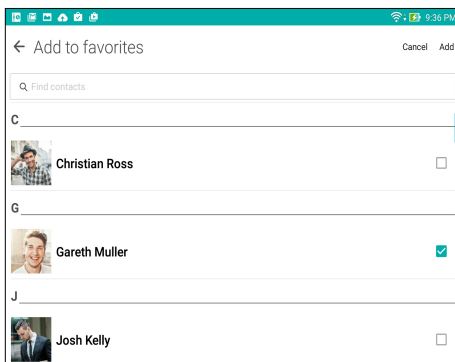 9:36 PM
Add to favorites
Cancel Add
Find contacts
C
Christian Ross
G
Gareth Muller
J
Josh Kelly